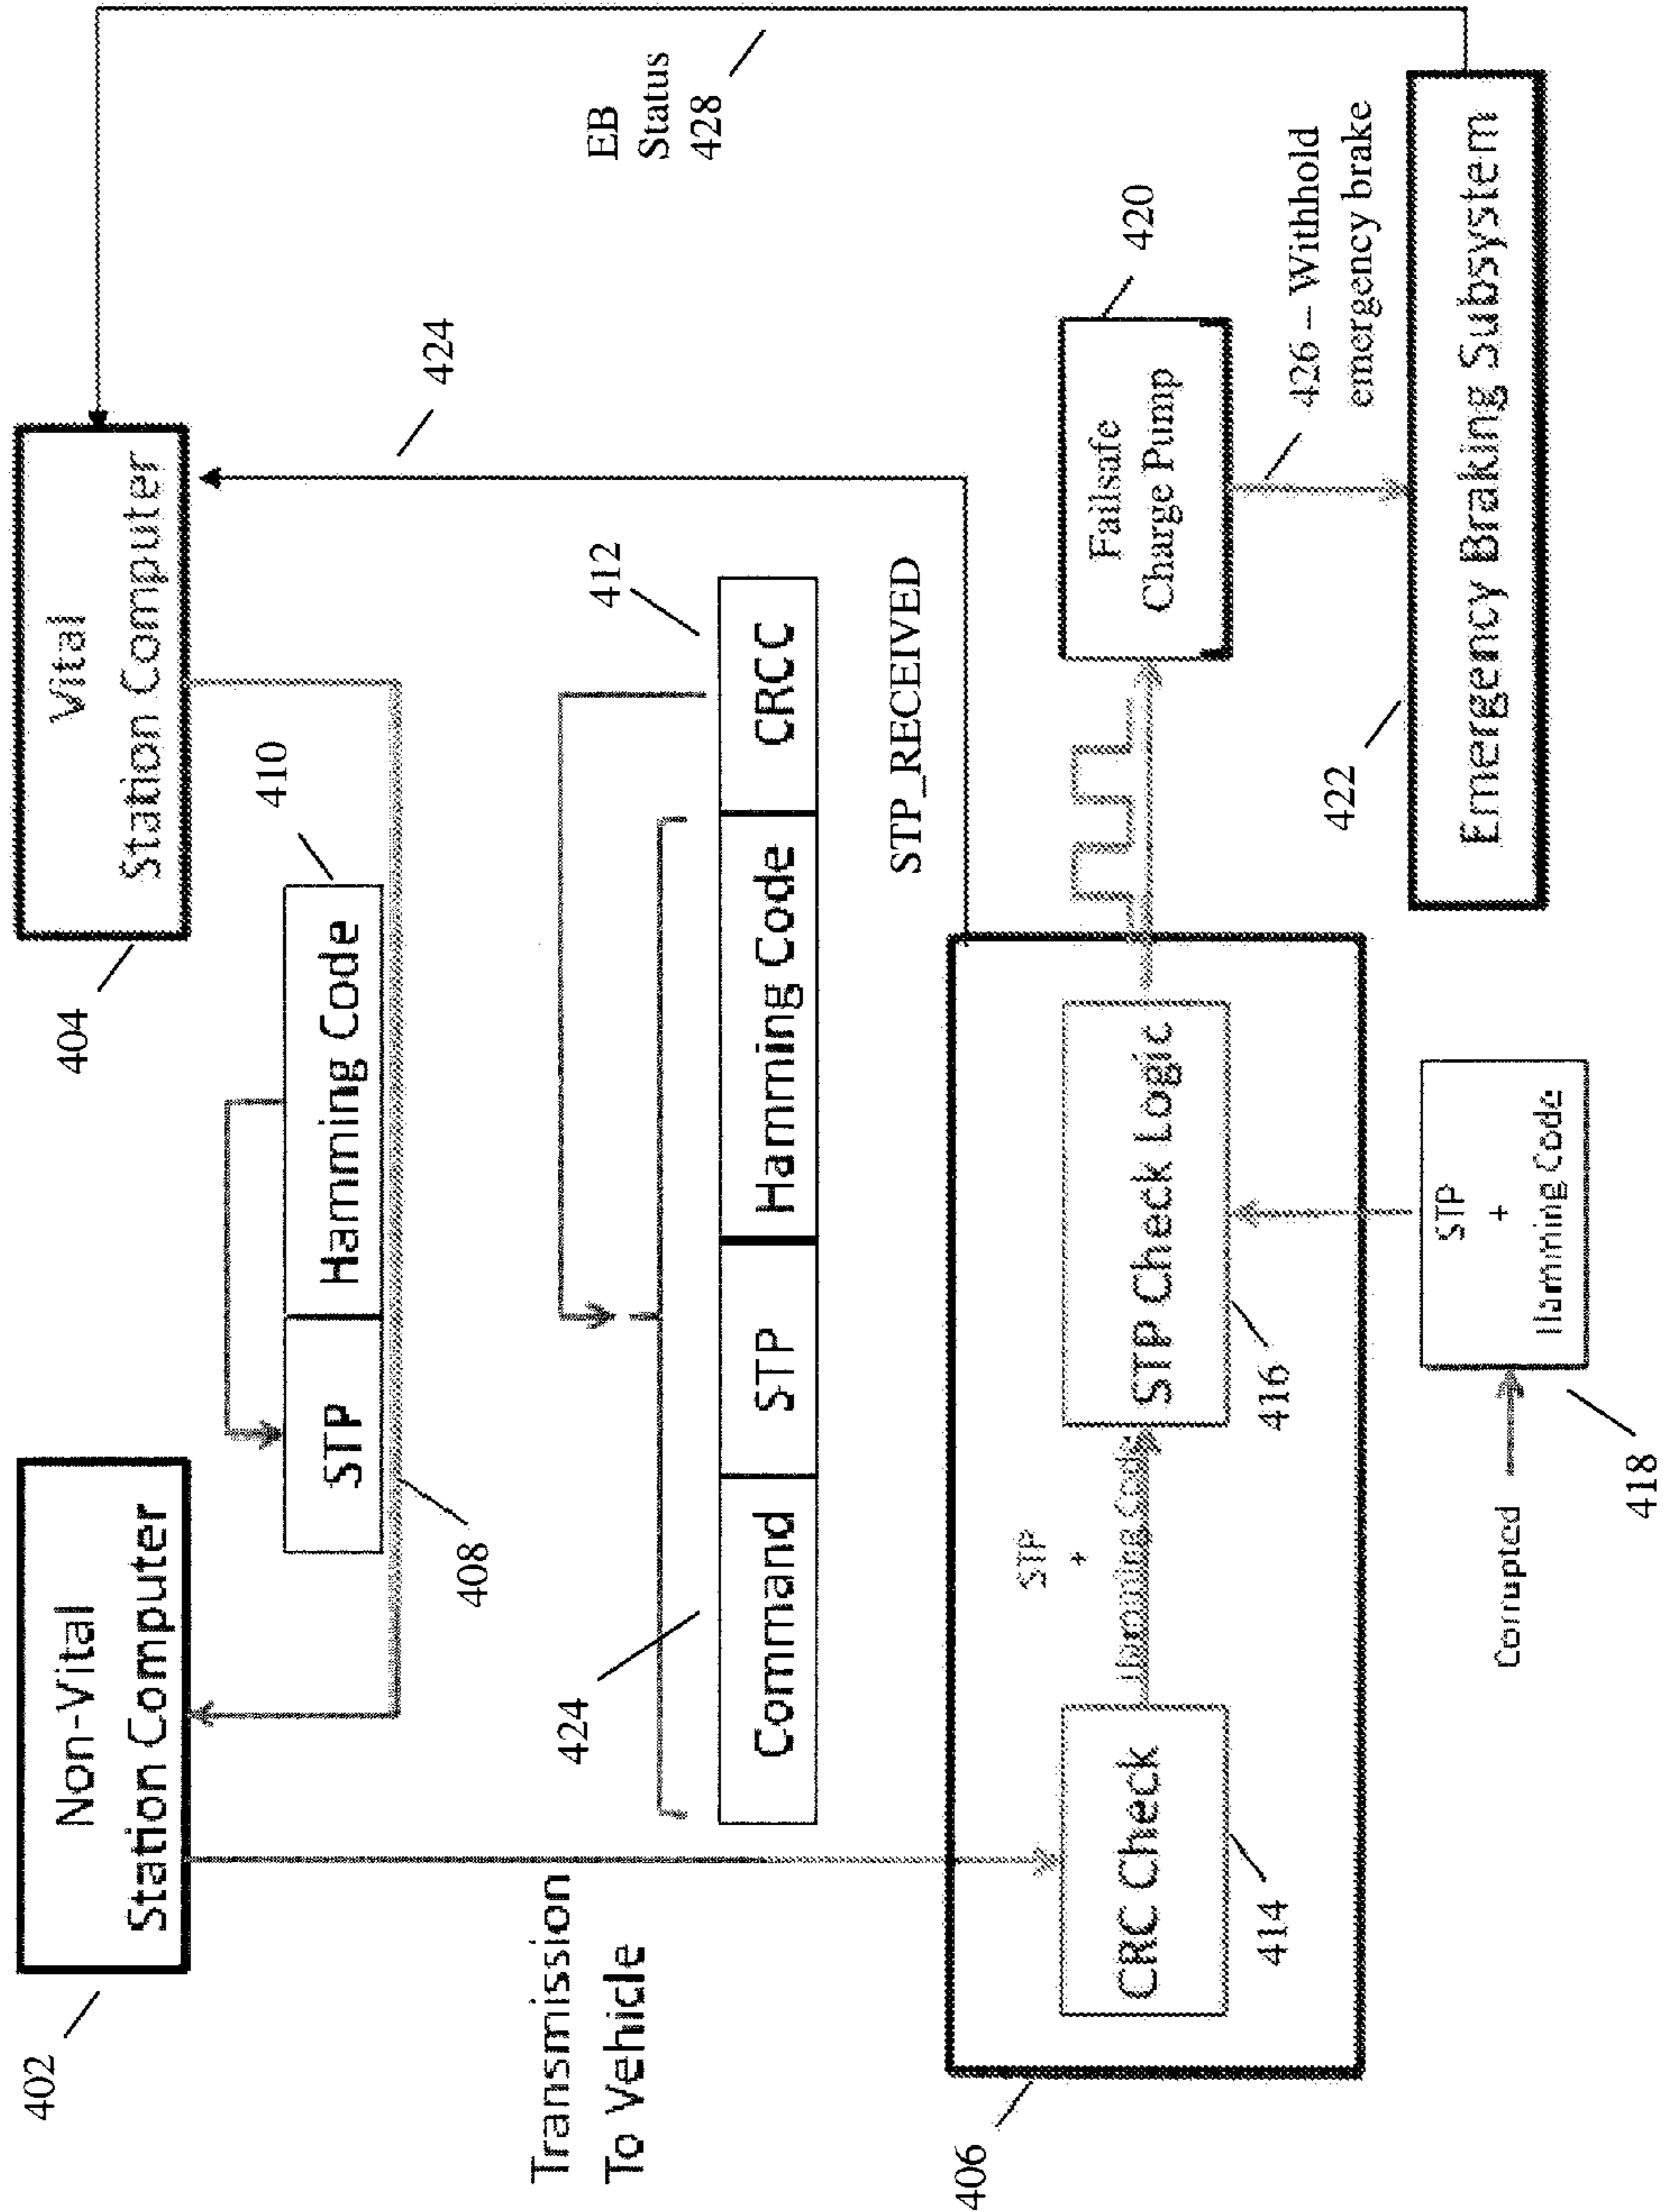 402
Non-Vital
Station Computer
404
Vital
Station Computer
STP
Hamming Code
410
408
424
EB
Status
428
424
Command
STP
Hamming Code
CRCC
412
Transmission
To Vehicle
STP_RECEIVED
406
CRC Check
414
STP
+
Hamming Code
STP Check Logic
416
Failsafe
Charge Pump
420
426 – Withhold
emergency brake
Corrupted
STP
+
Hamming Code
418
422
Emergency Braking Subsystem